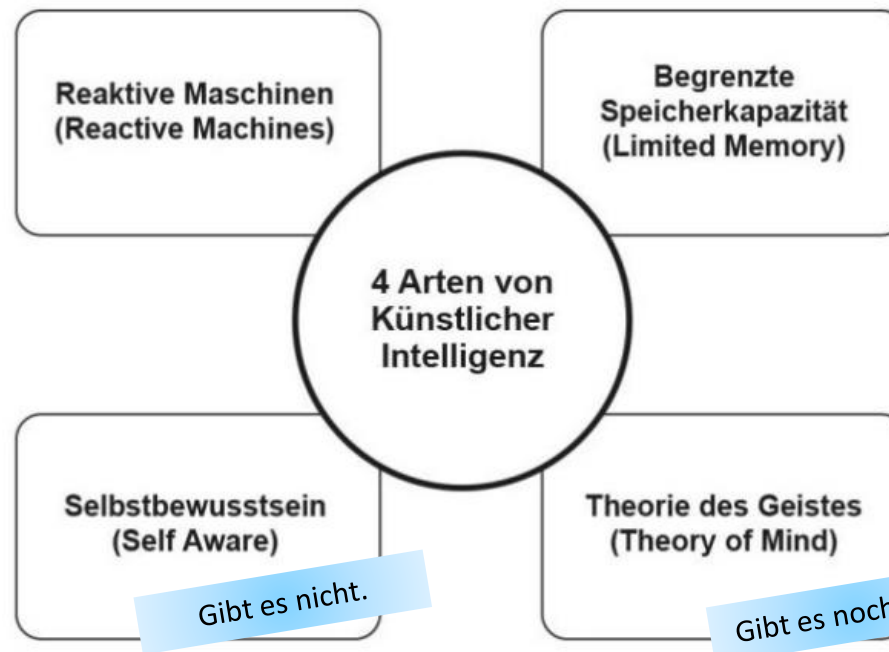 Reaktive Maschinen
(Reactive Machines)
Begrenzte
Speicherkapazität
(Limited Memory)
4 Arten von
Künstlicher
Intelligenz
Selbstbewusstsein
(Self Aware)
Gibt es nicht.
Theorie des Geistes
(Theory of Mind)
Gibt es noch